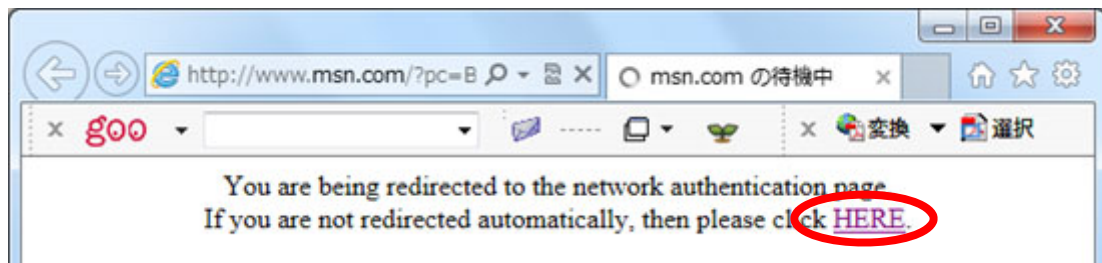 http://www.msn.com/?pc=B
msn.com の待機中
goo
変換
選択
You are being redirected to the network authentication page.
If you are not redirected automatically, then please click HERE.